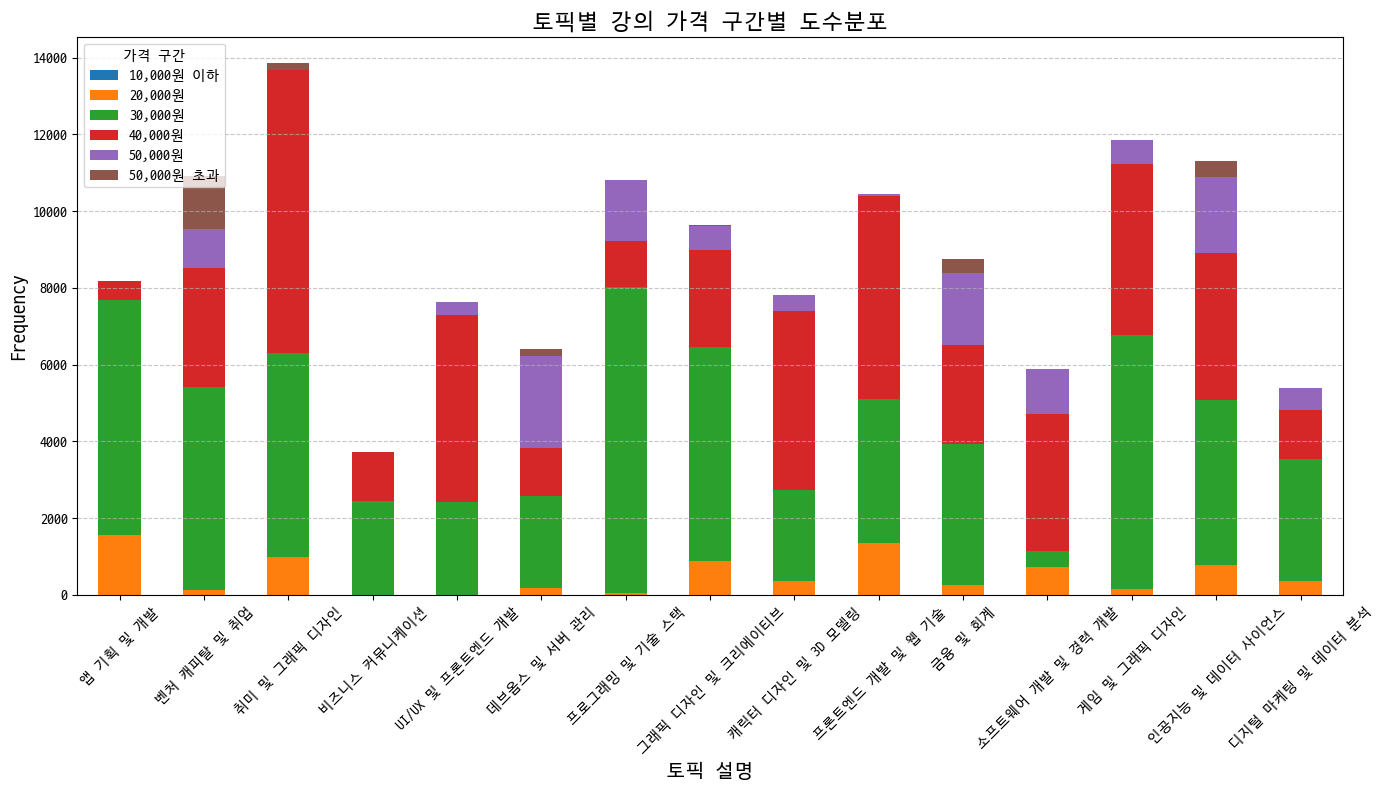 토픽별 강의 가격 구간별 도수분포
가격 구간
10,000원 이하
20,000원
30,000원
40,000원
50,000원
50,000원 초과
Frequency
14000
12000
10000
8000
6000
4000
2000
0
앱 기획 및 개발
벤처 캐피탈 및 취업
취미 및 그래픽 디자인
비즈니스 커뮤니케이션
UI/UX 및 프론트엔드 개발
데브옵스 및 서버 관리
프로그래밍 및 기술 스택
그래픽 디자인 및 크리에이티브
캐릭터 디자인 및 3D 모델링
프론트엔드 개발 및 웹 기술
금융 및 회계
소프트웨어 개발 및 경력 개발
게임 및 그래픽 디자인
인공지능 및 데이터 사이언스
디지털 마케팅 및 데이터 분석
토픽 설명